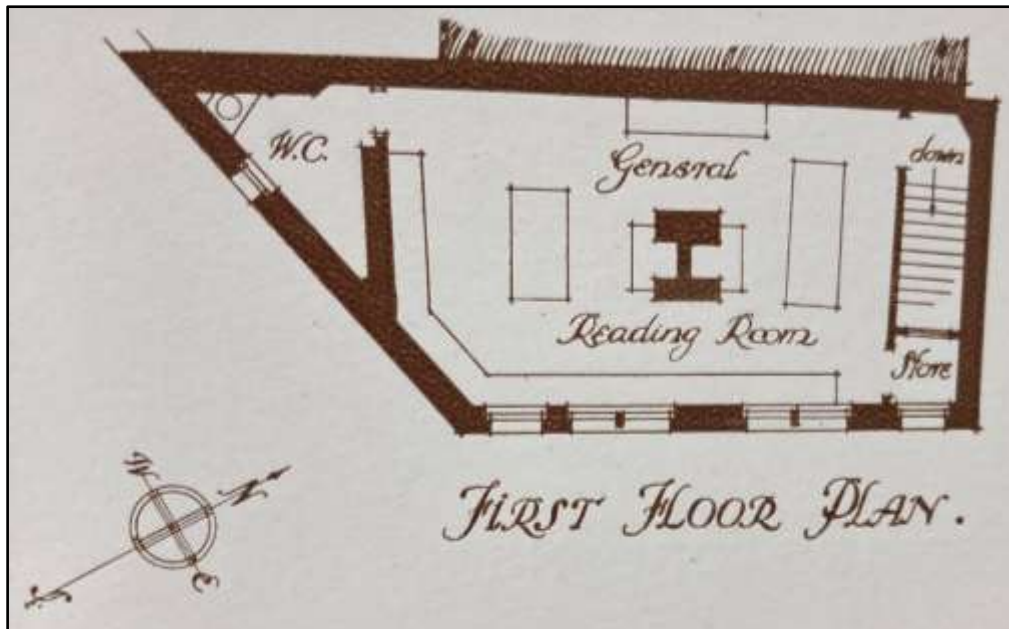 W.C.
General
down
Reading Room
Store
W
N
S
E
FIRST FLOOR PLAN.